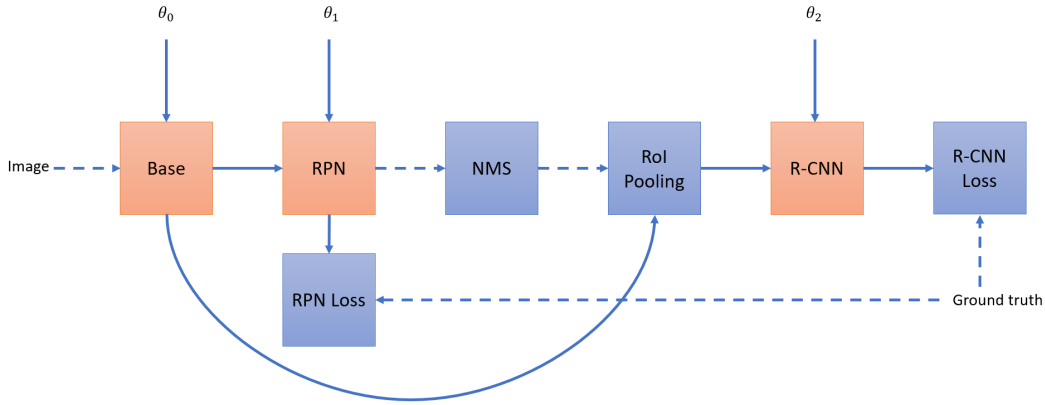 θ₀
θ₁
θ₂
Image
Base
RPN
NMS
RoI
Pooling
R-CNN
R-CNN
Loss
RPN Loss
Ground truth